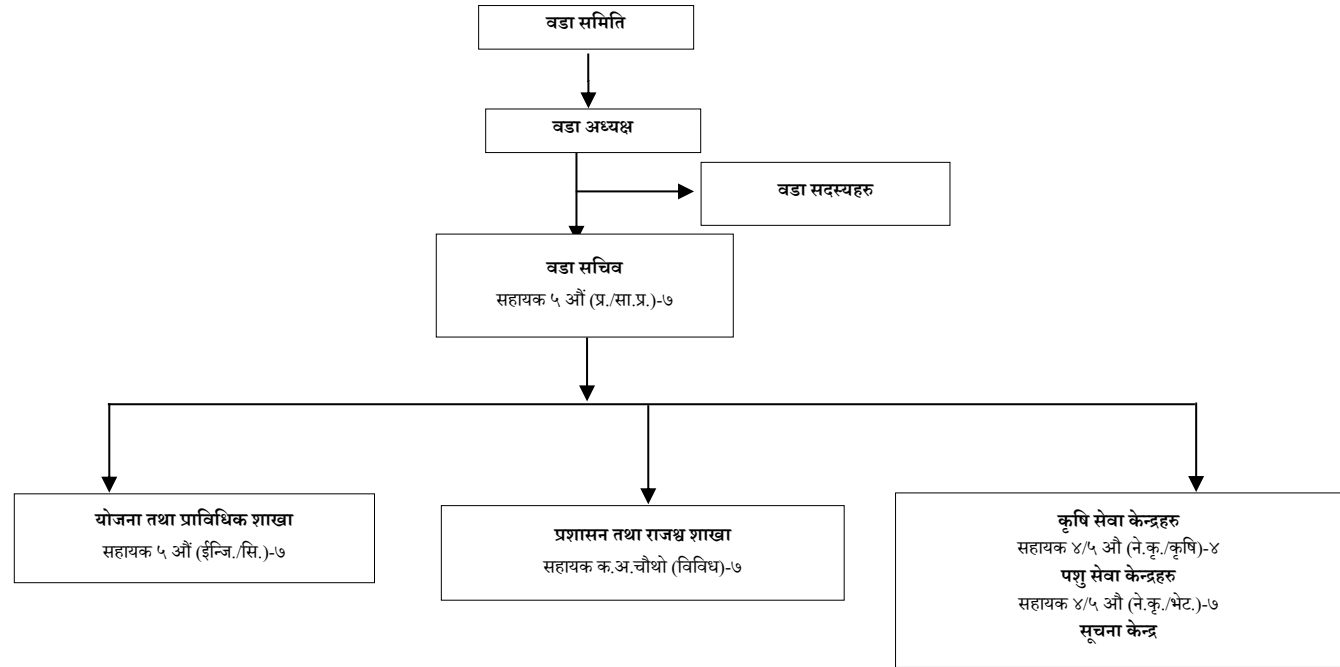 वडा समिति
वडा अध्यक्ष
वडा सदस्यहरु
वडा सचिव
सहायक ५ औं (प्र./सा.प्र.)-७
योजना तथा प्राविधिक शाखा
सहायक ५ औं (ईन्जि./सि.)-७
प्रशासन तथा राजश्व शाखा
सहायक क.अ.चौथो (विविध)-७
कृषि सेवा केन्द्रहरु
सहायक ४/५ औ (ने.कृ./कृषि)-४
पशु सेवा केन्द्रहरु
सहायक ४/५ औ (ने.कृ./भेट.)-७
सूचना केन्द्र